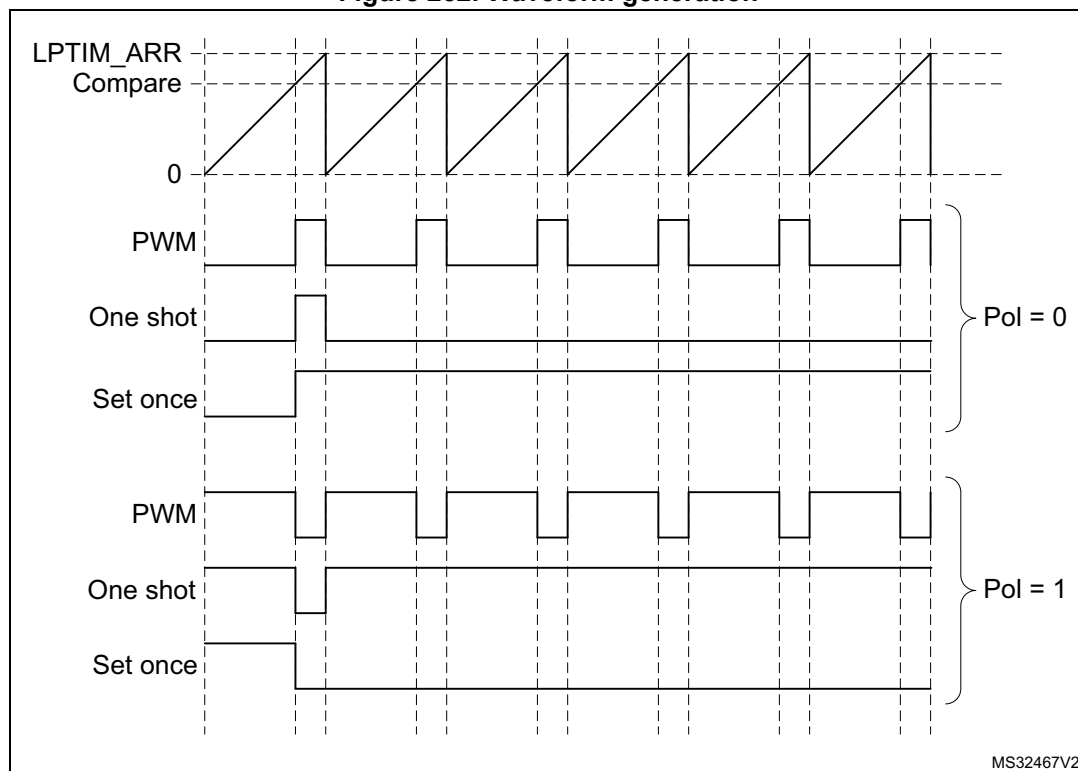 LPTIM_ARR
Compare
0
PWM
One shot
Pol = 0
Set once
PWM
One shot
Pol = 1
Set once
MS32467V2